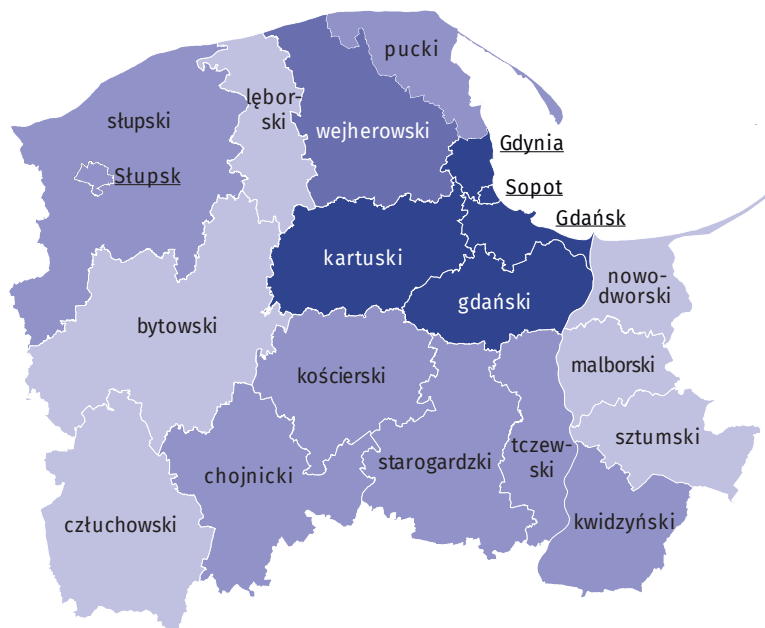 pucki
lębor-
ski
słupski
wejherowski
Gdynia
Słupsk
Sopot
Gdańsk
kartuski
nowo-
dworski
gdański
bytowski
malborski
kościerski
sztumski
tczew-
ski
starogardzki
chojnicki
człuchowski
kwidzyński